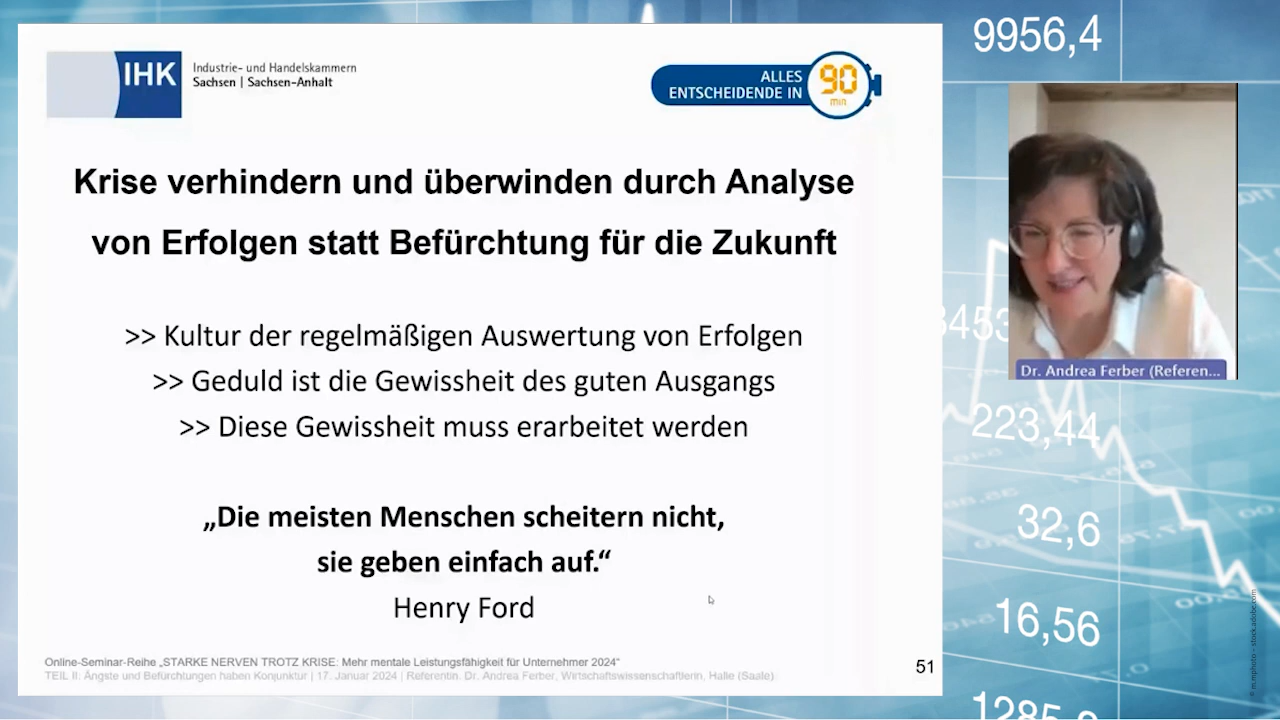 IHK
Industrie- und Handelskammern
Sachsen | Sachsen-Anhalt
ALLES
ENTSCHEIDENDE IN
90
min
Krise verhindern und überwinden durch Analyse
von Erfolgen statt Befürchtung für die Zukunft
>> Kultur der regelmäßigen Auswertung von Erfolgen
>> Geduld ist die Gewissheit des guten Ausgangs
>> Diese Gewissheit muss erarbeitet werden
„Die meisten Menschen scheitern nicht,
sie geben einfach auf.“
Henry Ford
Online-Seminar-Reihe „STARKE NERVEN TROTZ KRISE: Mehr mentale Leistungsfähigkeit für Unternehmer 2024“
TEIL II: Ängste und Befürchtungen haben Konjunktur | 17. Januar 2024 | Referentin: Dr. Andrea Ferber, Wirtschaftswissenschaftlerin, Halle (Saale)
51
9956,4
Dr. Andrea Ferber (Referen...
223,44
32,6
16,56